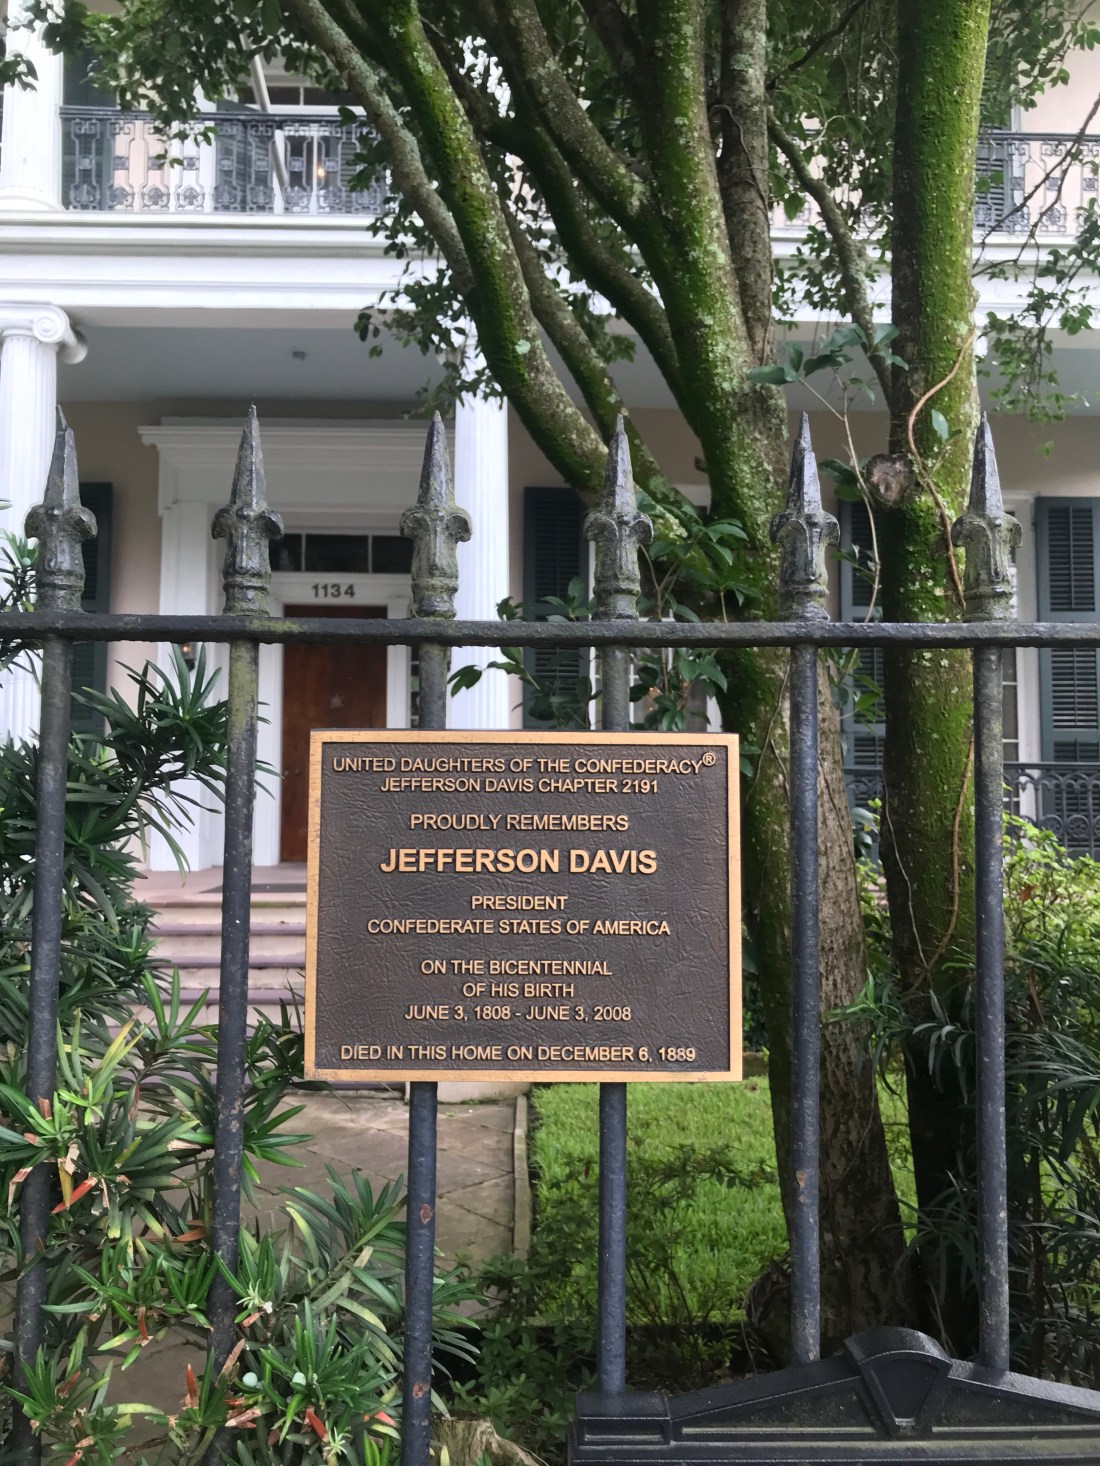 1134
UNITED DAUGHTERS OF THE CONFEDERACY®
JEFFERSON DAVIS CHAPTER 2191
PROUDLY REMEMBERS
JEFFERSON DAVIS
PRESIDENT
CONFEDERATE STATES OF AMERICA
ON THE BICENTENNIAL
OF HIS BIRTH
JUNE 3, 1808 - JUNE 3, 2008
DIED IN THIS HOME ON DECEMBER 6, 1889